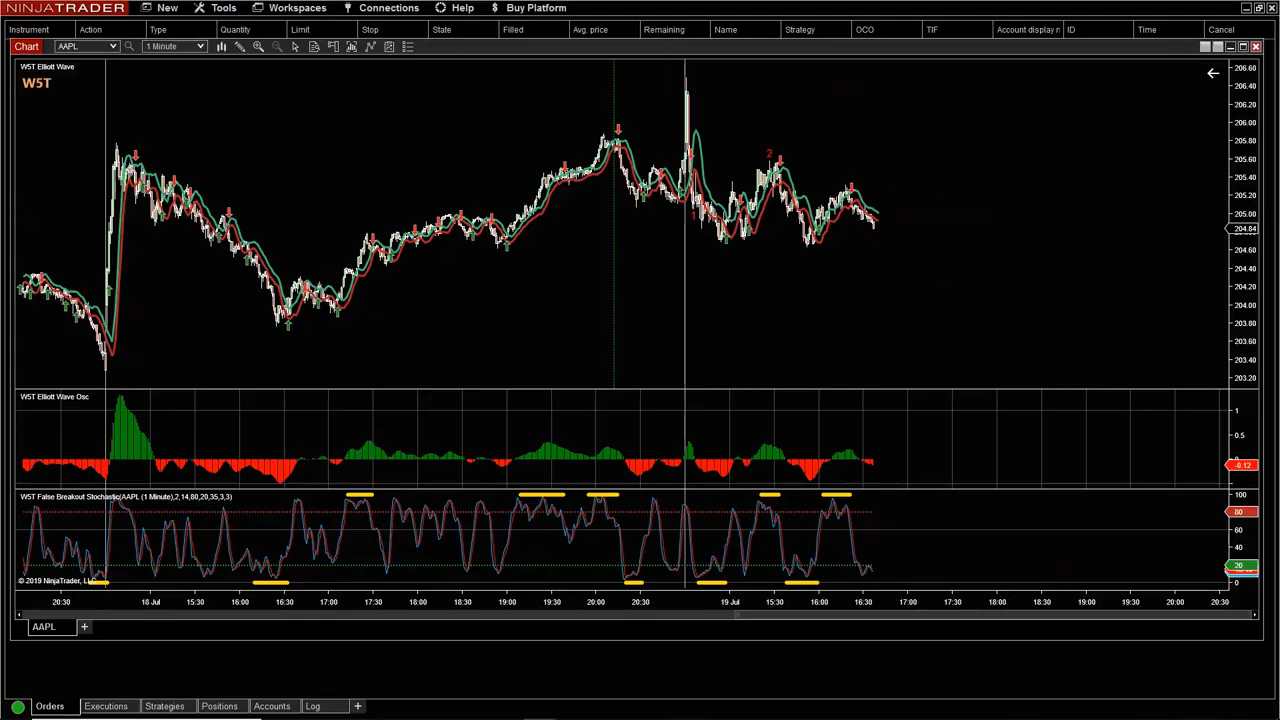 NINJATRADER New Tools Workspaces Connections Help Buy Platform
Instrument Action Type Quantity Limit Stop State Filled Avg. price Remaining Name Strategy OCO TIF Account display n ID Time Cancel
Chart AAPL 1 Minute
W5T Elliott Wave
W5T
206.60
206.40
206.20
206.00
205.80
205.60
205.40
205.20
205.00
204.84
204.60
204.40
204.20
204.00
203.80
203.60
203.40
203.20
2
1
W5T Elliott Wave Osc
1
0.5
0
-0.12
W5T False Breakout Stochastic(AAPL (1 Minute),2,14,80,20,35,3,3)
100
80
60
40
20
0
© 2019 NinjaTrader, LLC
20:30 18 Jul 15:30 16:00 16:30 17:00 17:30 18:00 18:30 19:00 19:30 20:00 20:30 19 Jul 15:30 16:00 16:30 17:00 17:30 18:00 18:30 19:00 19:30 20:00 20:30
AAPL +
Orders Executions Strategies Positions Accounts Log +